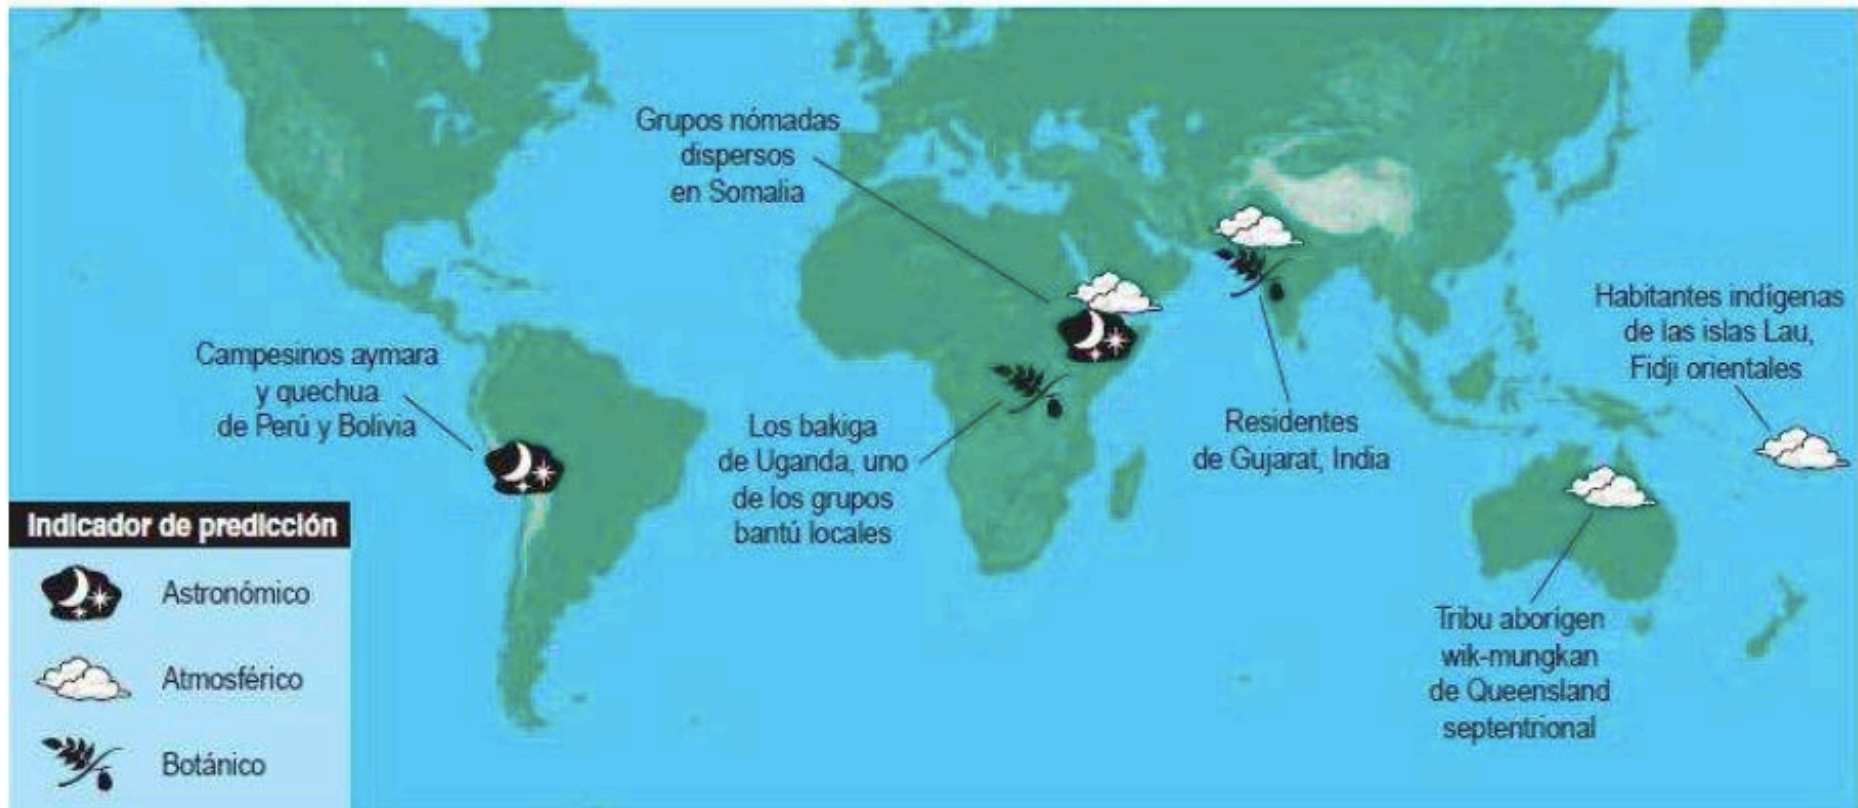 Grupos nómadas
dispersos
en Somalia
Habitantes indígenas
de las islas Lau,
Fidji orientales
Campesinos aymara
y quechua
de Perú y Bolivia
Los bakiga
de Uganda, uno
de los grupos
bantú locales
Residentes
de Gujarat, India
Tribu aborigen
wik-mungkan
de Queensland
septentrional
Indicador de predicción
Astronómico
Atmosférico
Botánico